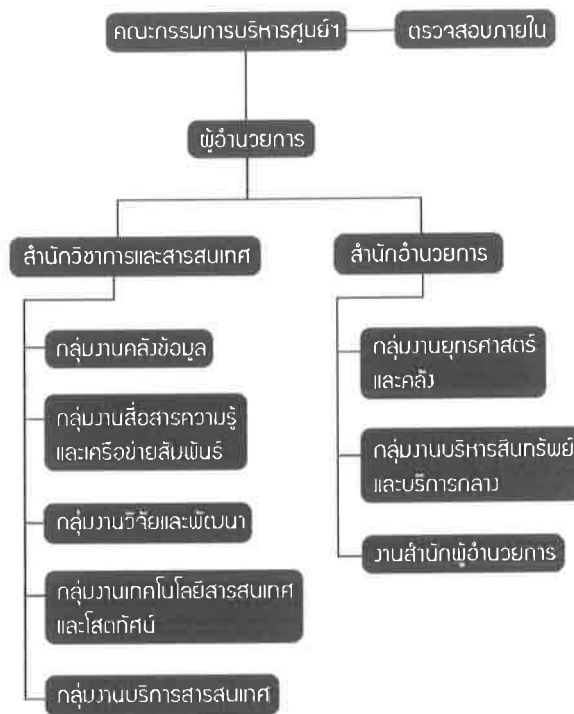 คณะกรรมการบริหารศูนย์ฯ
ตรวจสอบภายใน
ผู้อำนวยการ
สำนักวิชาการและสารสนเทศ
กลุ่มงานคลังข้อมูล
กลุ่มงานสื่อสารความรู้
และเครือข่ายสัมพันธ์
กลุ่มงานวิจัยและพัฒนา
กลุ่มงานเทคโนโลยีสารสนเทศ
และโสตทัศน์
กลุ่มงานบริการสารสนเทศ
สำนักอำนวยการ
กลุ่มงานยุทธศาสตร์
และคลัง
กลุ่มงานบริหารสินทรัพย์
และบริการกลาง
งานสำนักผู้อำนวยการ